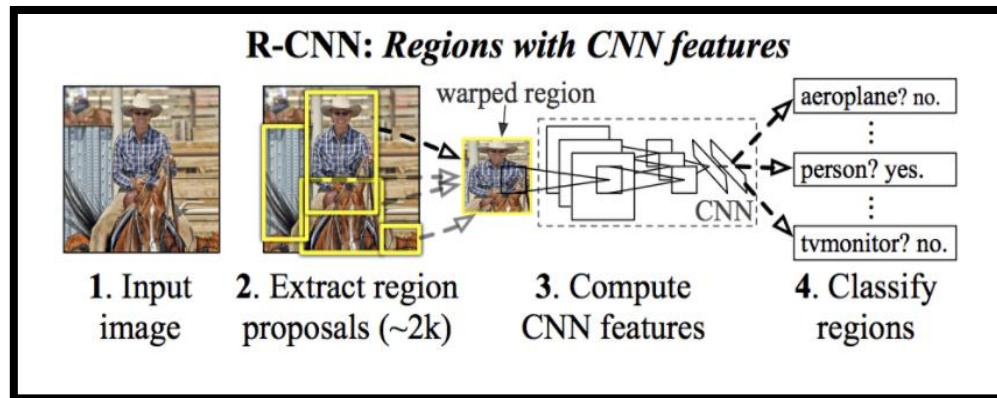 R-CNN: Regions with CNN features
warped region
aeroplane? no.
⋮
person? yes.
⋮
tvmonitor? no.
CNN
1. Input
image
2. Extract region
proposals (~2k)
3. Compute
CNN features
4. Classify
regions